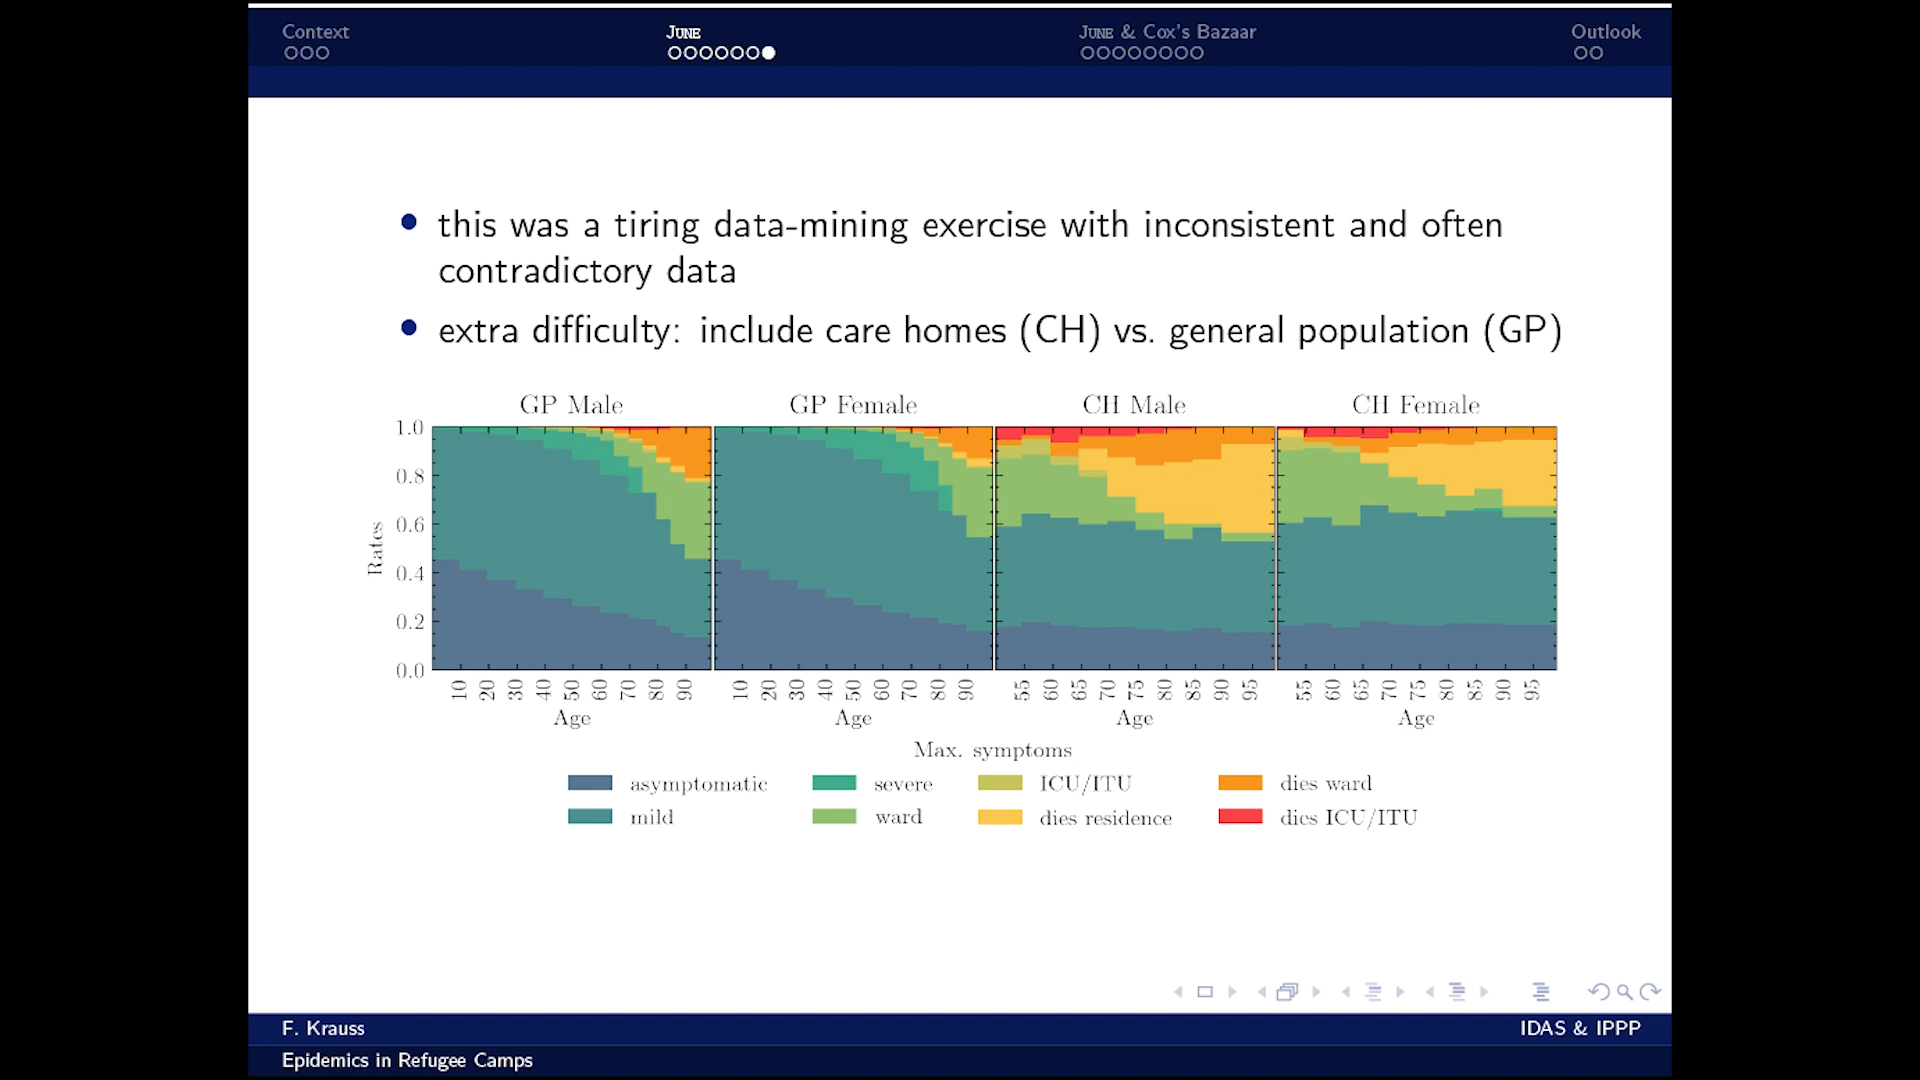 Context
JUNE
JUNE & Cox's Bazaar
Outlook
this was a tiring data-mining exercise with inconsistent and often
contradictory data
extra difficulty: include care homes (CH) vs. general population (GP)
GP Male
GP Female
CH Male
CH Female
Rates
1.0
0.8
0.6
0.4
0.2
0.0
10 20 30 40 50 60 70 80 90
10 20 30 40 50 60 70 80 90
55 60 65 70 75 80 85 90 95
55 60 65 70 75 80 85 90 95
Age
Age
Age
Age
Max. symptoms
asymptomatic
severe
ICU/ITU
dies ward
mild
ward
dies residence
dies ICU/ITU
F. Krauss
IDAS & IPPP
Epidemics in Refugee Camps